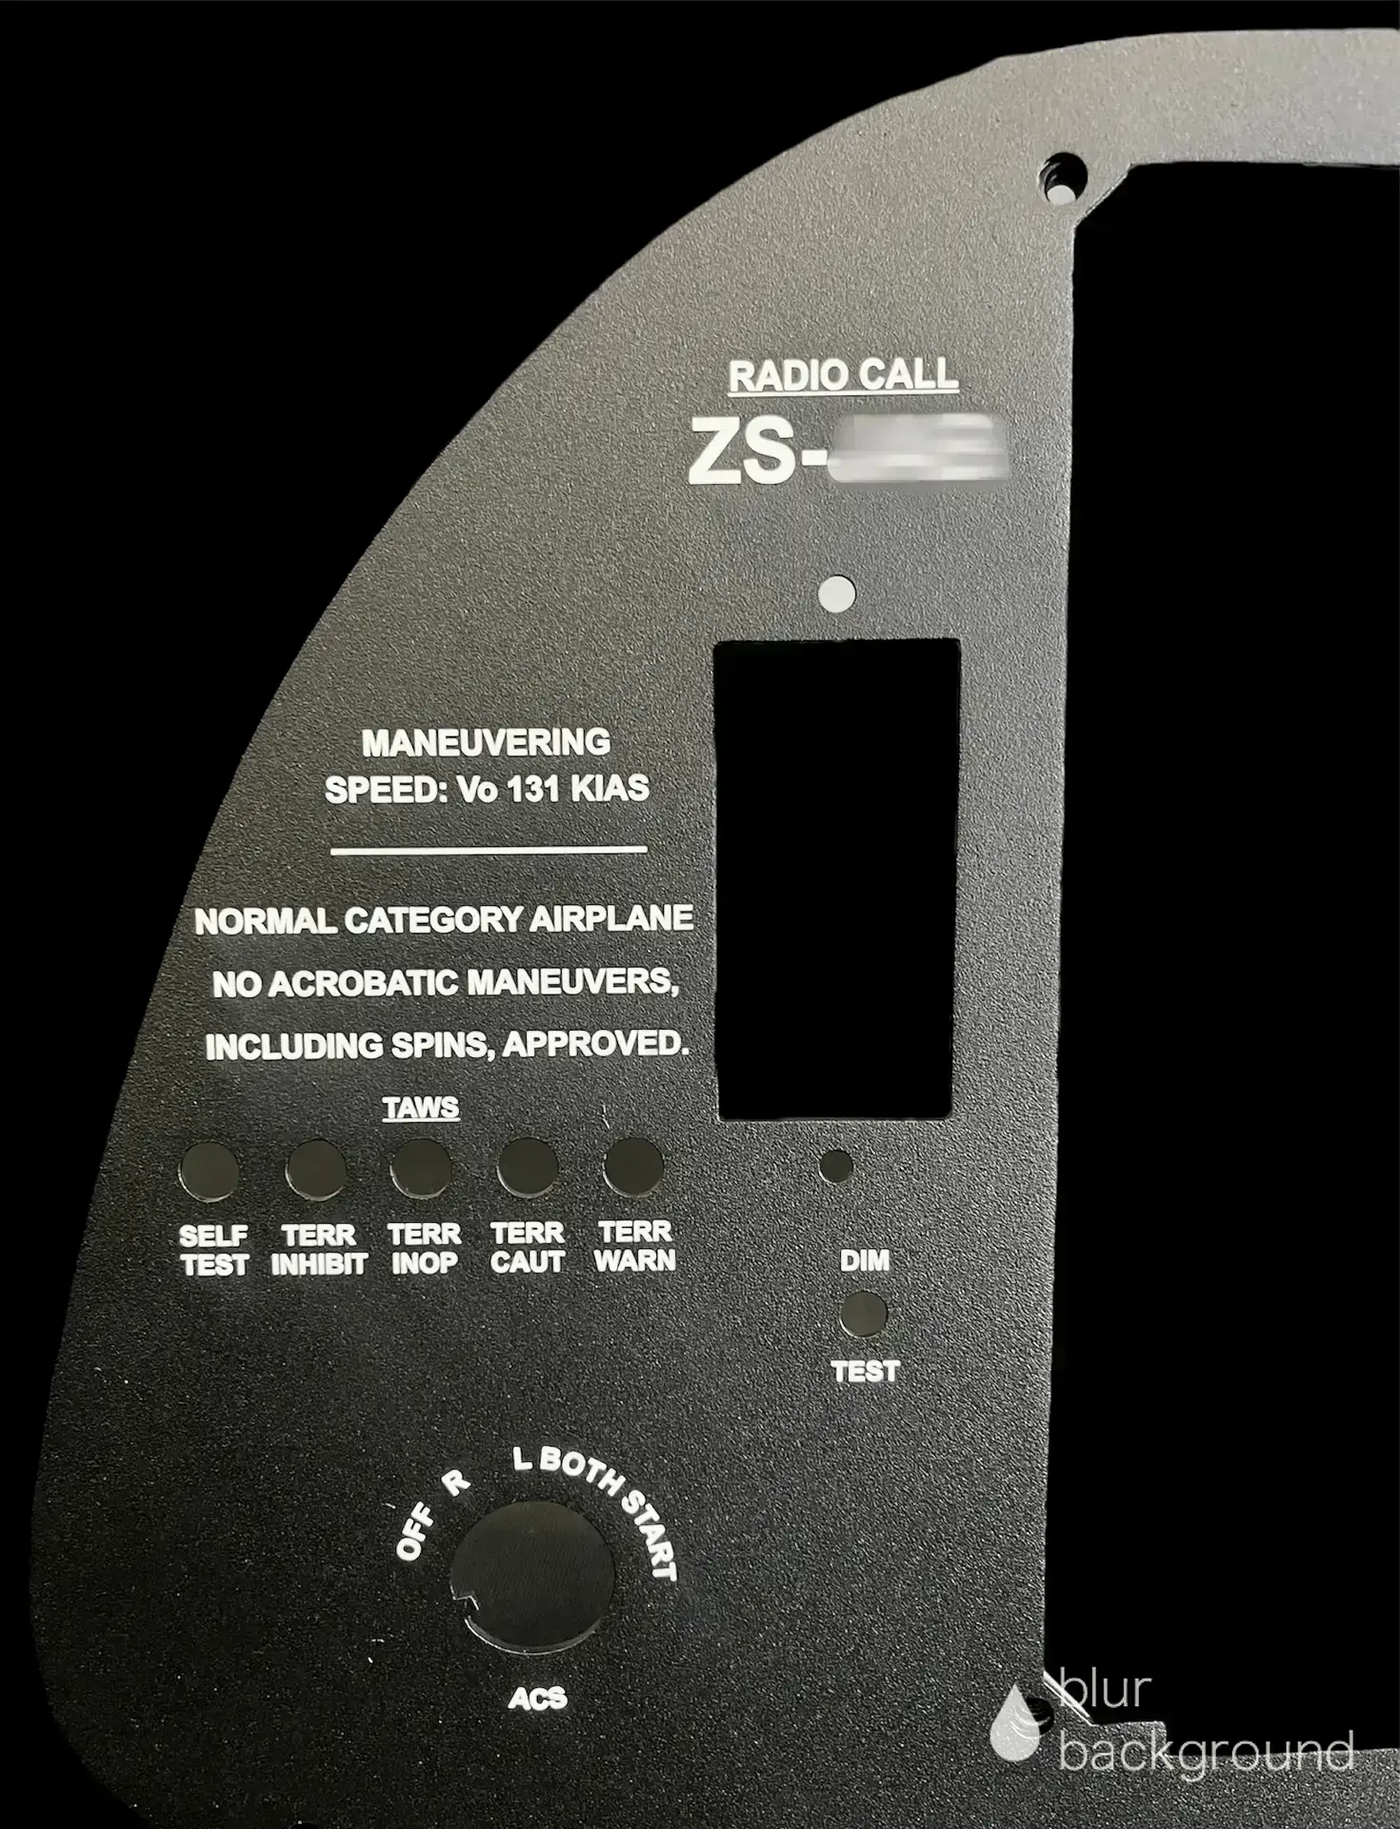 RADIO CALL
ZS-
MANEUVERING
SPEED: Vo 131 KIAS
NORMAL CATEGORY AIRPLANE
NO ACROBATIC MANEUVERS,
INCLUDING SPINS, APPROVED.
TAWS
SELF TEST
TERR INHIBIT
TERR INOP
TERR CAUT
TERR WARN
DIM
TEST
OFF R L BOTH START
ACS
blur
background